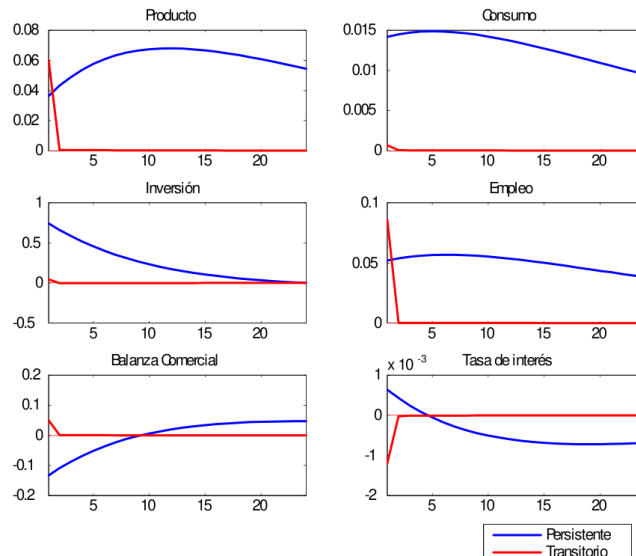 Producto
0.08
0.06
0.04
0.02
0
5 10 15 20
Consumo
0.015
0.01
0.005
0
5 10 15 20
Inversión
1
0.5
0
-0.5
5 10 15 20
Empleo
0.1
0.05
0
5 10 15 20
Balanza Comercial
0.2
0.1
0
-0.1
-0.2
5 10 15 20
Tasa de interés
x 10 -3
1
0
-1
-2
5 10 15 20
Persistente
Transitorio